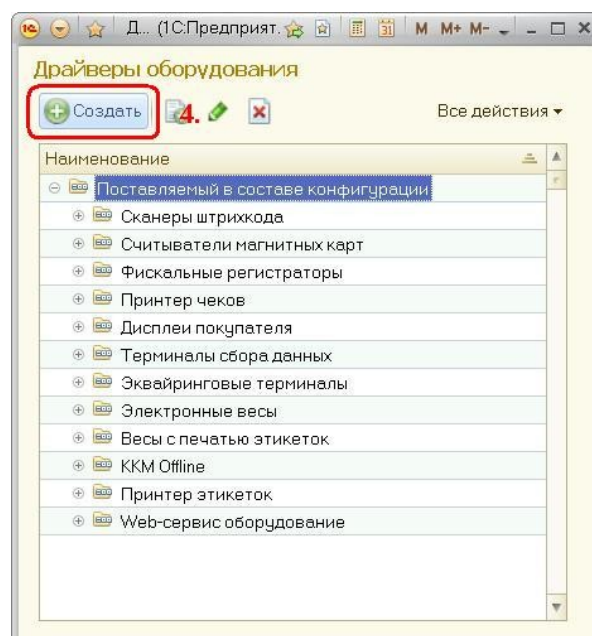 Д... (1С:Предприят. 31 M M+ M-
Драйверы оборудования
Создать 4. Все действия
Наименование
Поставляемый в составе конфигурации
Сканеры штрихкода
Считыватели магнитных карт
Фискальные регистраторы
Принтер чеков
Дисплеи покупателя
Терминалы сбора данных
Эквайринговые терминалы
Электронные весы
Весы с печатью этикеток
ККМ Offline
Принтер этикеток
Web-сервис оборудование